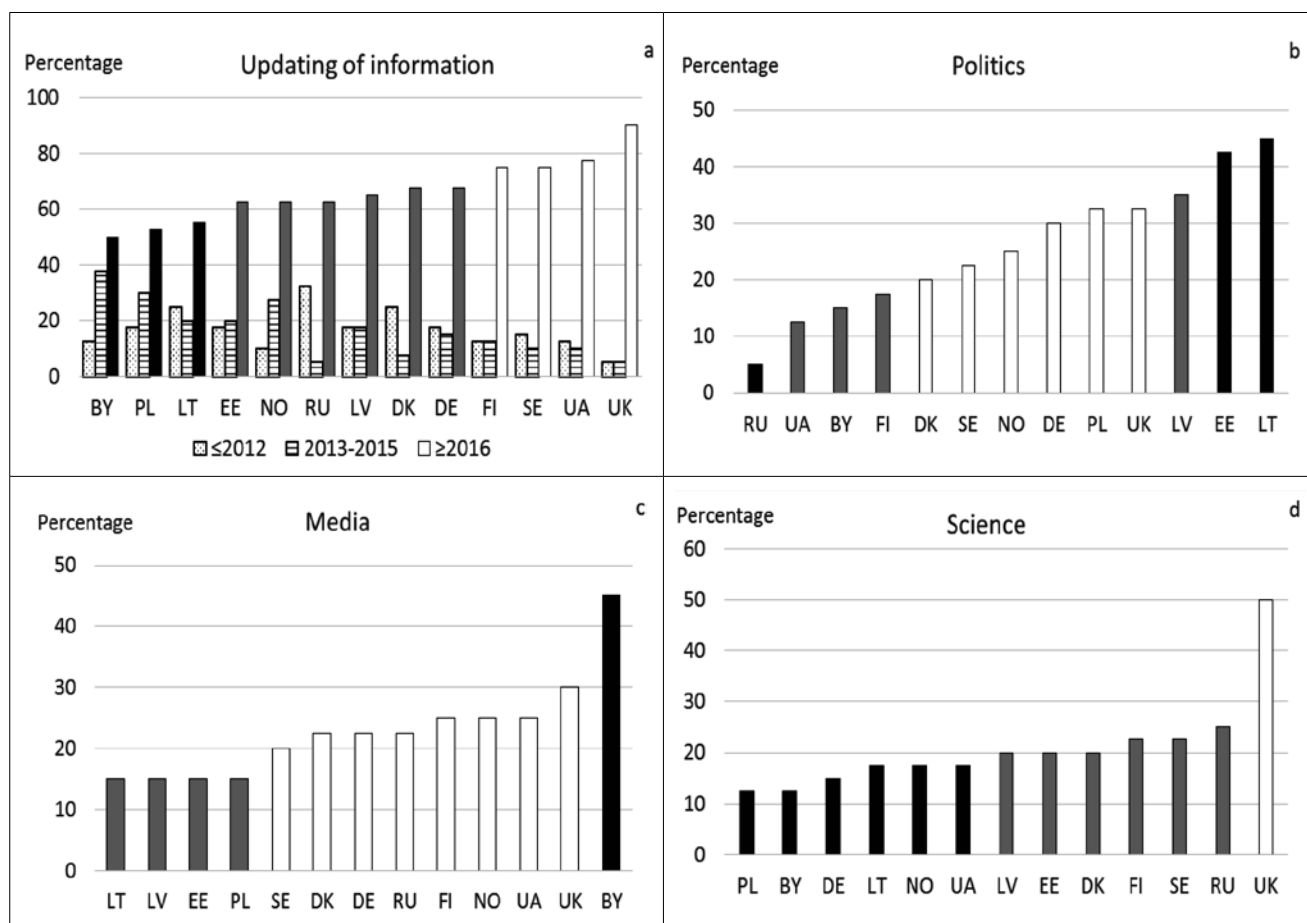 a
Percentage Updating of information
100
80
60
40
20
0
BY PL LT EE NO RU LV DK DE FI SE UA UK
≤2012 2013-2015 ≥2016
b
Percentage Politics
50
40
30
20
10
0
RU UA BY FI DK SE NO DE PL UK LV EE LT
c
Percentage Media
50
40
30
20
10
0
LT LV EE PL SE DK DE RU FI NO UA UK BY
d
Percentage Science
60
50
40
30
20
10
0
PL BY DE LT NO UA LV EE DK FI SE RU UK